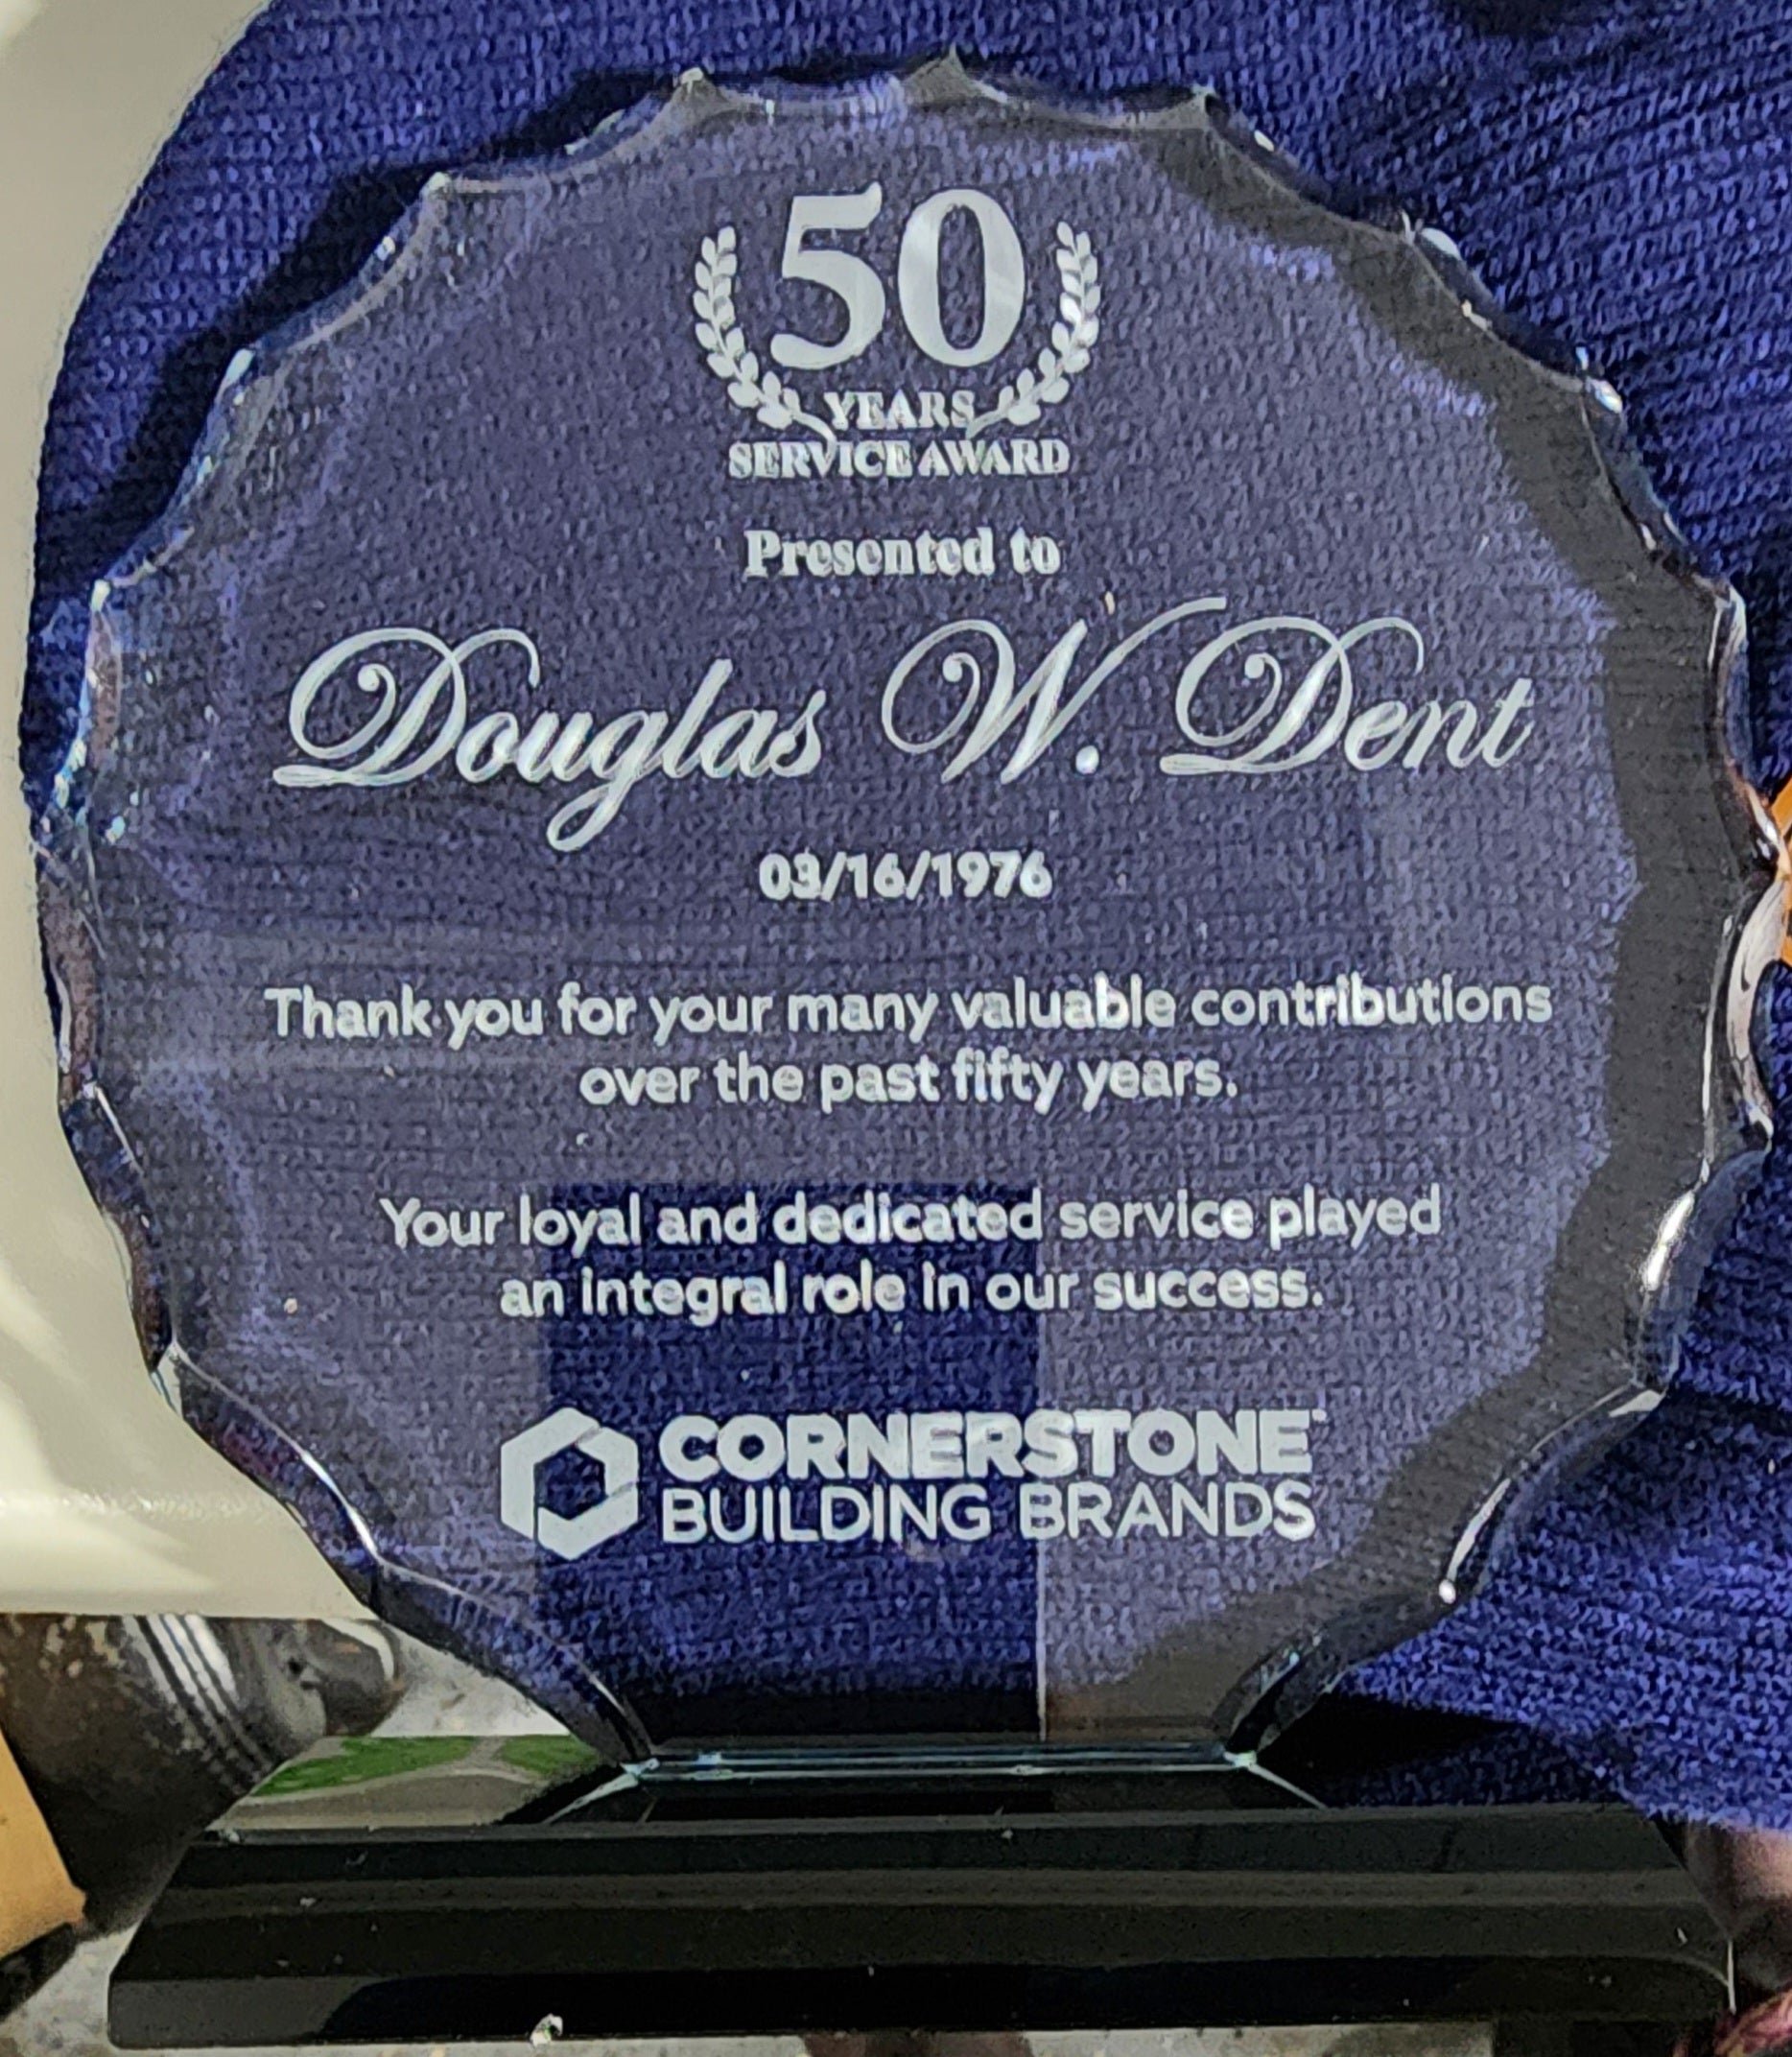 50
YEARS
SERVICE AWARD
Presented to
Douglas W. Dent
03/16/1976
Thank you for your many valuable contributions
over the past fifty years.
Your loyal and dedicated service played
an integral role in our success.
CORNERSTONE
BUILDING BRANDS